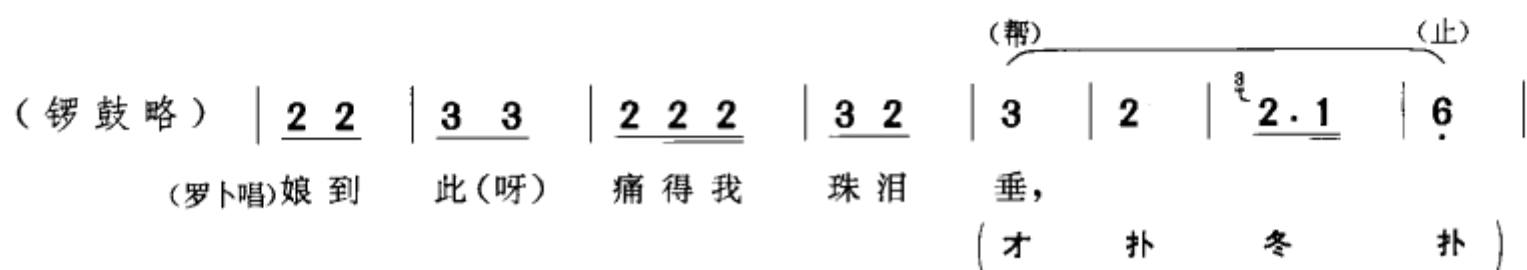 (帮) (止)
(锣鼓略) | 2 2 | 3 3 | 2 2 2 | 3 2 | 3 | 2 | 3 2 · 1 | 6 |
(罗卜唱)娘到 此(呀) 痛得我 珠泪 垂,
(才 扑 冬 扑)